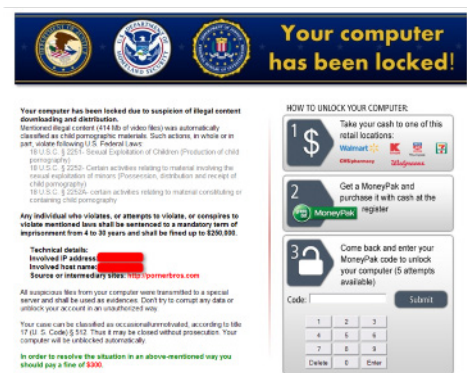 Your computer
has been locked!
Your computer has been locked due to suspicion of illegal content
downloading and distribution.
Mentioned illegal content (414 Mb of video files) was automatically
classified as child pornographic materials. Such actions, in whole or in
part, violate following U.S. Federal Laws:
18 U.S.C. § 2251- Sexual Exploitation of Children (Production of child
pornography)
18 U.S.C. § 2252- Certain activities relating to material involving the
sexual exploitation of minors (Possession, distribution and receipt of
child pornography)
18 U.S.C. § 2252A- certain activities relating to material constituting or
containing child pornography
Any individual who violates, or attempts to violate, or conspires to
violate mentioned laws shall be sentenced to a mandatory term of
imprisonment from 4 to 30 years and shall be fined up to $250,000.
Technical details:
Involved IP address:
Involved host name:
Source or intermediary sites: http://pornerbros.com
All suspicious files from your computer were transmitted to a special
server and shall be used as evidences. Don't try to corrupt any data or
unblock your account in an unauthorized way.
Your case can be classified as occasional/unmotivated, according to title
17 (U. S. Code) § 512. Thus it may be closed without prosecution. Your
computer will be unblocked automatically.
In order to resolve the situation in an above-mentioned way you
should pay a fine of $300.
HOW TO UNLOCK YOUR COMPUTER:
1
$
Take your cash to one of this
retail locations:
Walmart
K
7
CVS/pharmacy
Walgreens
2
MoneyPak
Get a MoneyPak and
purchase it with cash at the
register
3
Come back and enter your
MoneyPak code to unlock
your computer (5 attempts
available)
Code:
Submit
1 2 3
4 5 6
7 8 9
Delete 0 Enter